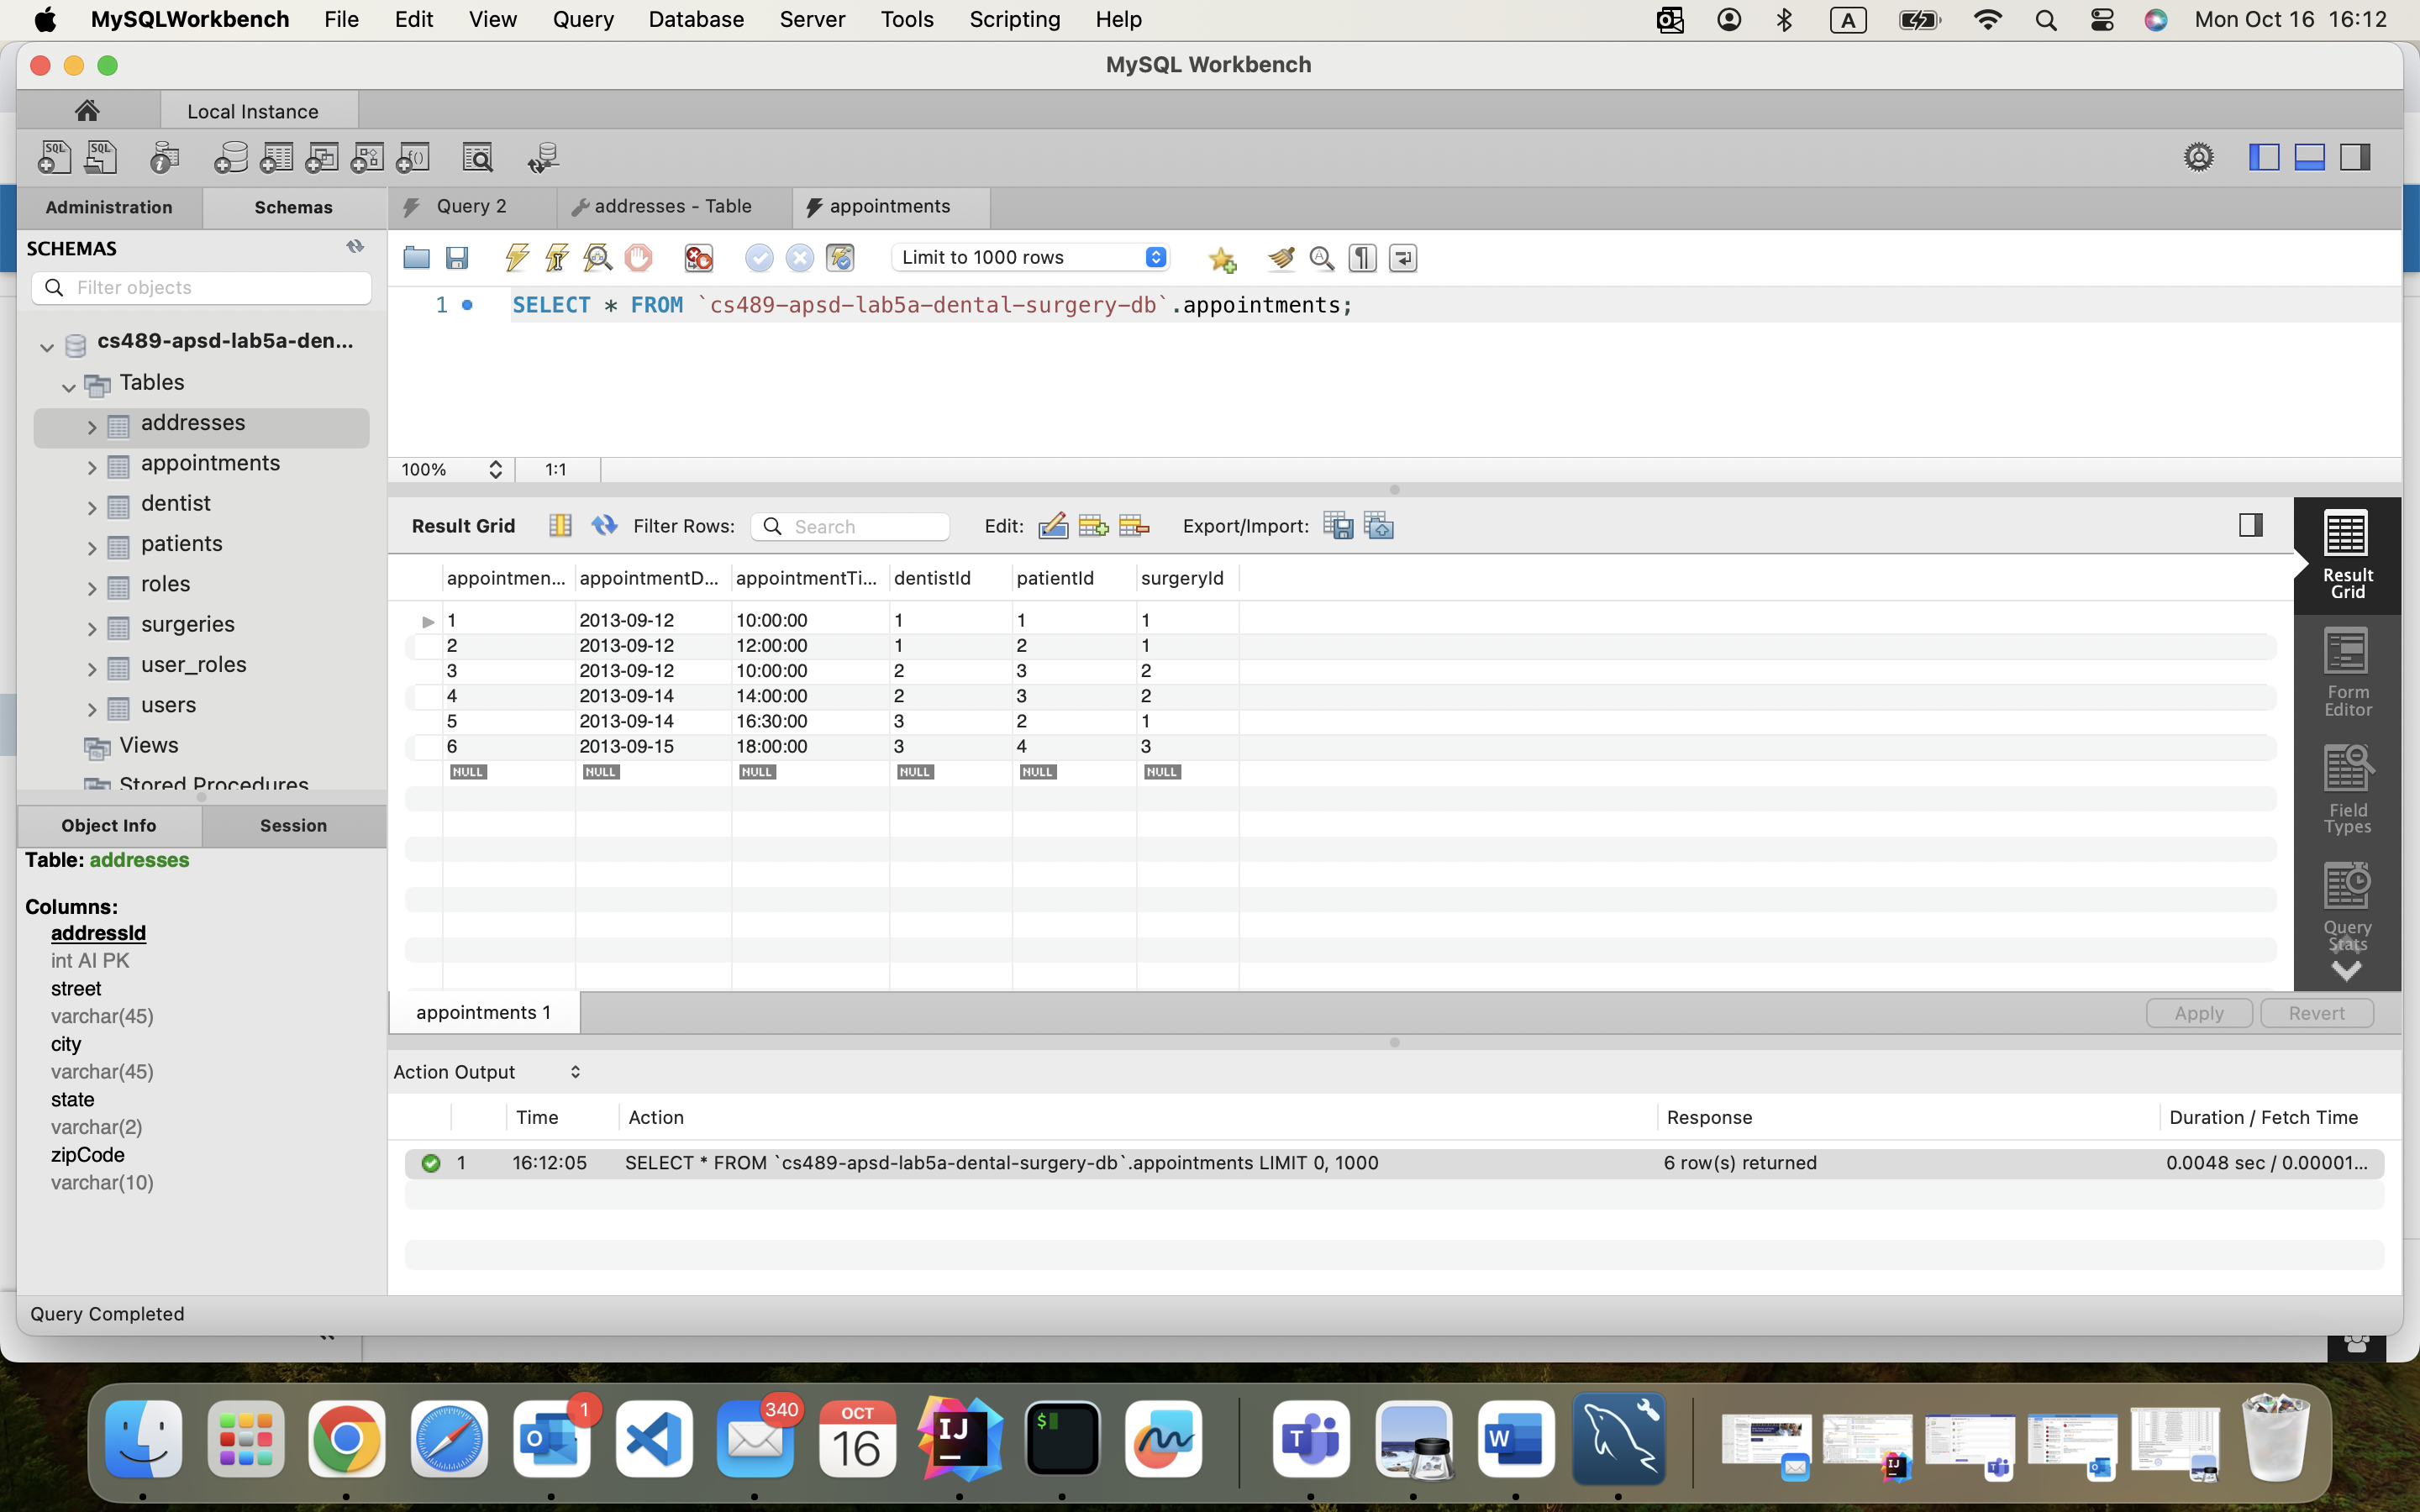 MySQLWorkbench File Edit View Query Database Server Tools Scripting Help A Mon Oct 16 16:12
MySQL Workbench
Local Instance
SQL SQL
Administration Schemas Query 2 addresses - Table appointments
SCHEMAS
Limit to 1000 rows
Filter objects
1 SELECT * FROM `cs489-apsd-lab5a-dental-surgery-db`.appointments;
cs489-apsd-lab5a-den...
Tables
addresses
appointments
dentist
patients
roles
surgeries
user_roles
users
Views
Stored Procedures
100% 1:1
Result Grid Filter Rows: Search Edit: Export/Import:
appointmen... appointmentD... appointmentTi... dentistId patientId surgeryId
1 2013-09-12 10:00:00 1 1 1
2 2013-09-12 12:00:00 1 2 1
3 2013-09-12 10:00:00 2 3 2
4 2013-09-14 14:00:00 2 3 2
5 2013-09-14 16:30:00 3 2 1
6 2013-09-15 18:00:00 3 4 3
NULL NULL NULL NULL NULL NULL
Result
Grid
Form
Editor
Field
Types
Query
Stats
Object Info Session
Table: addresses
Columns:
addressId
int AI PK
street
varchar(45)
city
varchar(45)
state
varchar(2)
zipCode
varchar(10)
appointments 1 Apply Revert
Action Output
Time Action Response Duration / Fetch Time
1 16:12:05 SELECT * FROM `cs489-apsd-lab5a-dental-surgery-db`.appointments LIMIT 0, 1000 6 row(s) returned 0.0048 sec / 0.00001...
Query Completed
1 340 OCT
16 IJ $ T W